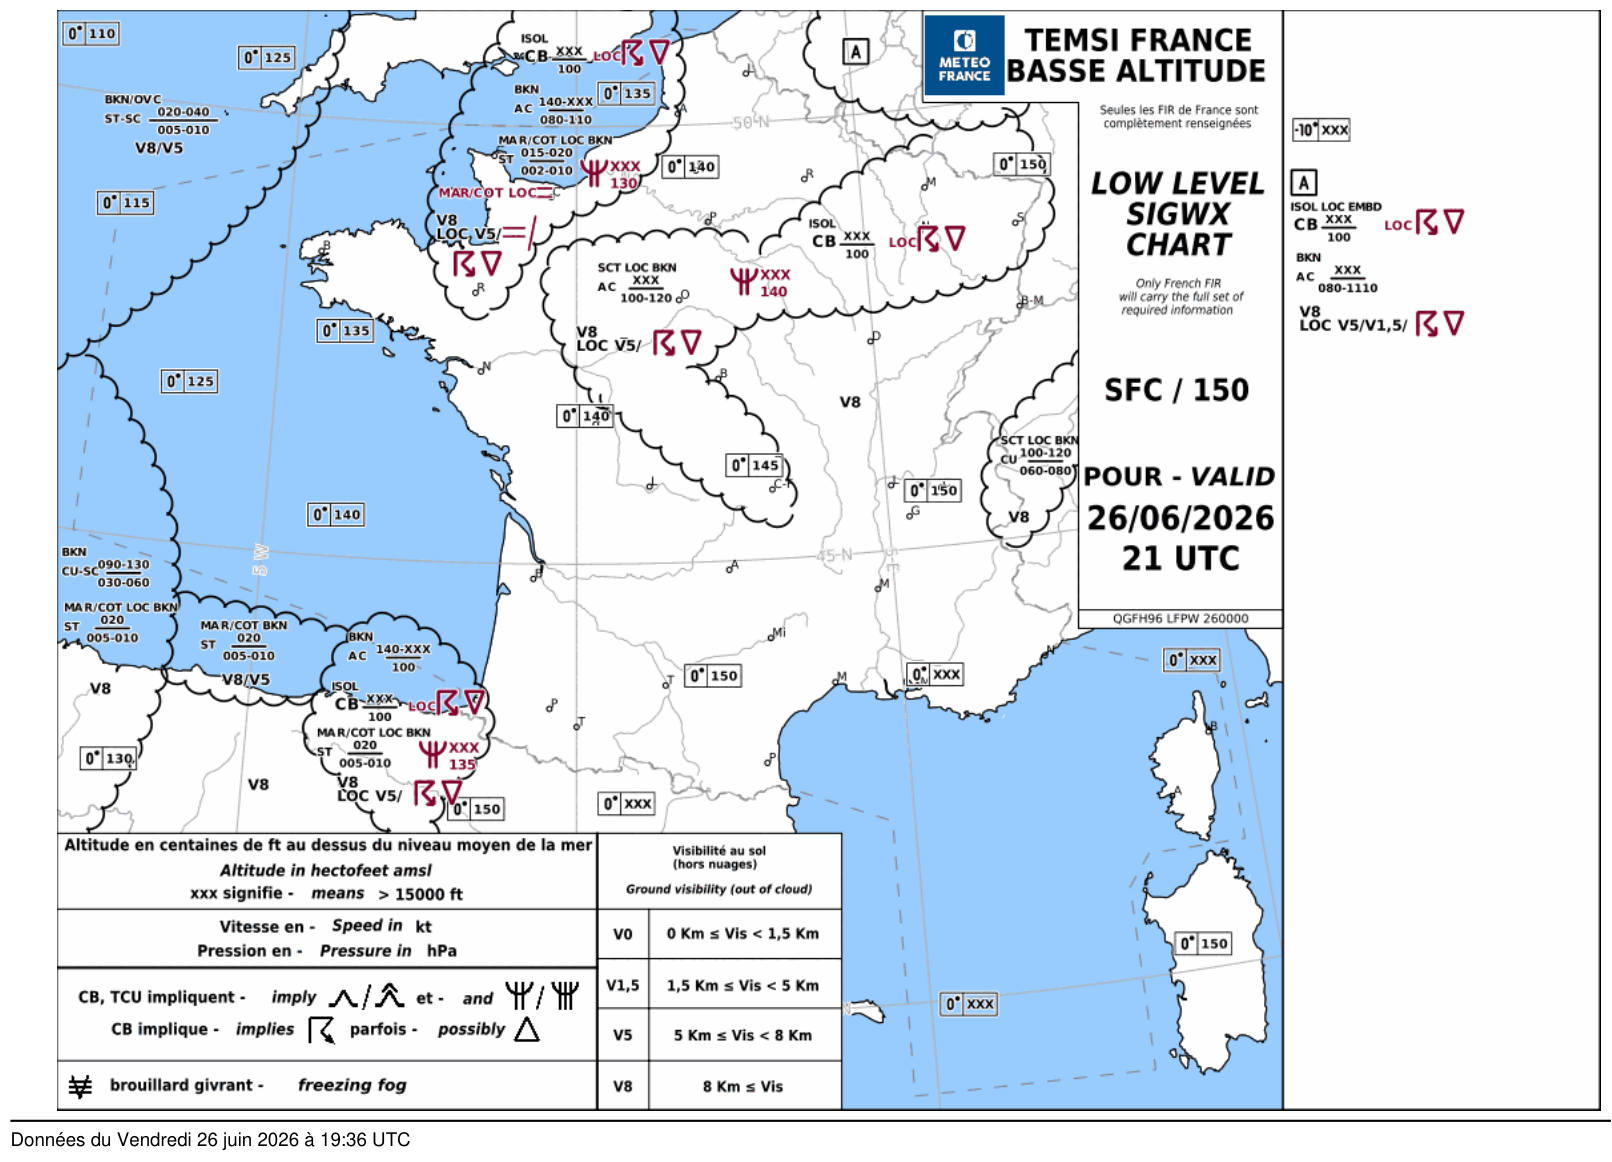 0° 110
0° 125
BKN/OVC
ST-SC 020-040
005-010
V8/V5
0° 115
ISOL
CB XXX
100
LOC
BKN
AC 140-XXX
080-110
0° 135
MAR/COT LOC BKN
ST 015-020
002-010
XXX
130
MAR/COT LOC
V8
LOC V5/
0° 140
50°N
A
0° 150
ISOL
CB XXX
100
LOC
SCT LOC BKN
AC XXX
100-120
XXX
140
V8
LOC V5/
0° 135
0° 125
0° 140
V8
0° 145
0° 150
SCT LOC BKN
CU 100-120
060-080
V8
0° 140
5 W
45 N
BKN
CU-SC 090-130
030-060
MAR/COT LOC BKN
ST 020
005-010
MAR/COT BKN
ST 020
005-010
V8/V5
BKN
AC 140-XXX
100
ISOL
CB XXX
100
LOC
MAR/COT LOC BKN
ST 020
005-010
XXX
135
V8
LOC V5/
V8
0° 130
V8
0° 150
0° XXX
0° 150
0° XXX
0° XXX
0° 150
0° XXX
METEO
FRANCE
TEMSI FRANCE
BASSE ALTITUDE
Seules les FIR de France sont
complètement renseignées
LOW LEVEL
SIGWX
CHART
Only French FIR
will carry the full set of
required information
SFC / 150
POUR - VALID
26/06/2026
21 UTC
QGFH96 LFPW 260000
-10° XXX
A
ISOL LOC EMBD
CB XXX
100
LOC
BKN
AC XXX
080-1110
V8
LOC V5/V1,5/
Altitude en centaines de ft au dessus du niveau moyen de la mer
Altitude in hectofeet amsl
xxx signifie - means > 15000 ft
Vitesse en - Speed in kt
Pression en - Pressure in hPa
CB, TCU impliquent - imply / et - and /
CB implique - implies parfois - possibly
brouillard givrant - freezing fog
Visibilité au sol
(hors nuages)
Ground visibility (out of cloud)
V0 0 Km ≤ Vis < 1,5 Km
V1,5 1,5 Km ≤ Vis < 5 Km
V5 5 Km ≤ Vis < 8 Km
V8 8 Km ≤ Vis
Données du Vendredi 26 juin 2026 à 19:36 UTC